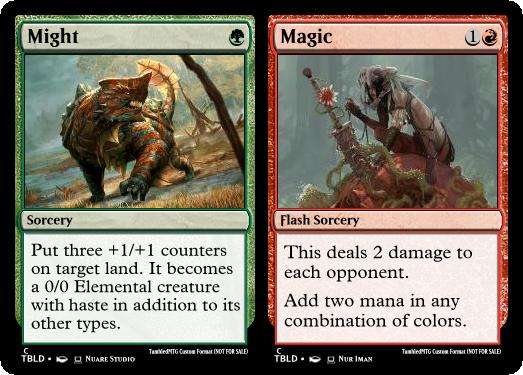 Might
Sorcery
Put three +1/+1 counters
on target land. It becomes
a 0/0 Elemental creature
with haste in addition to its
other types.
C
TBLD • NUARE STUDIO
TumbledMTG Custom Format (NOT FOR SALE)
Magic 1
Flash Sorcery
This deals 2 damage to
each opponent.
Add two mana in any
combination of colors.
C
TBLD • NUR IMAN
TumbledMTG Custom Format (NOT FOR SALE)